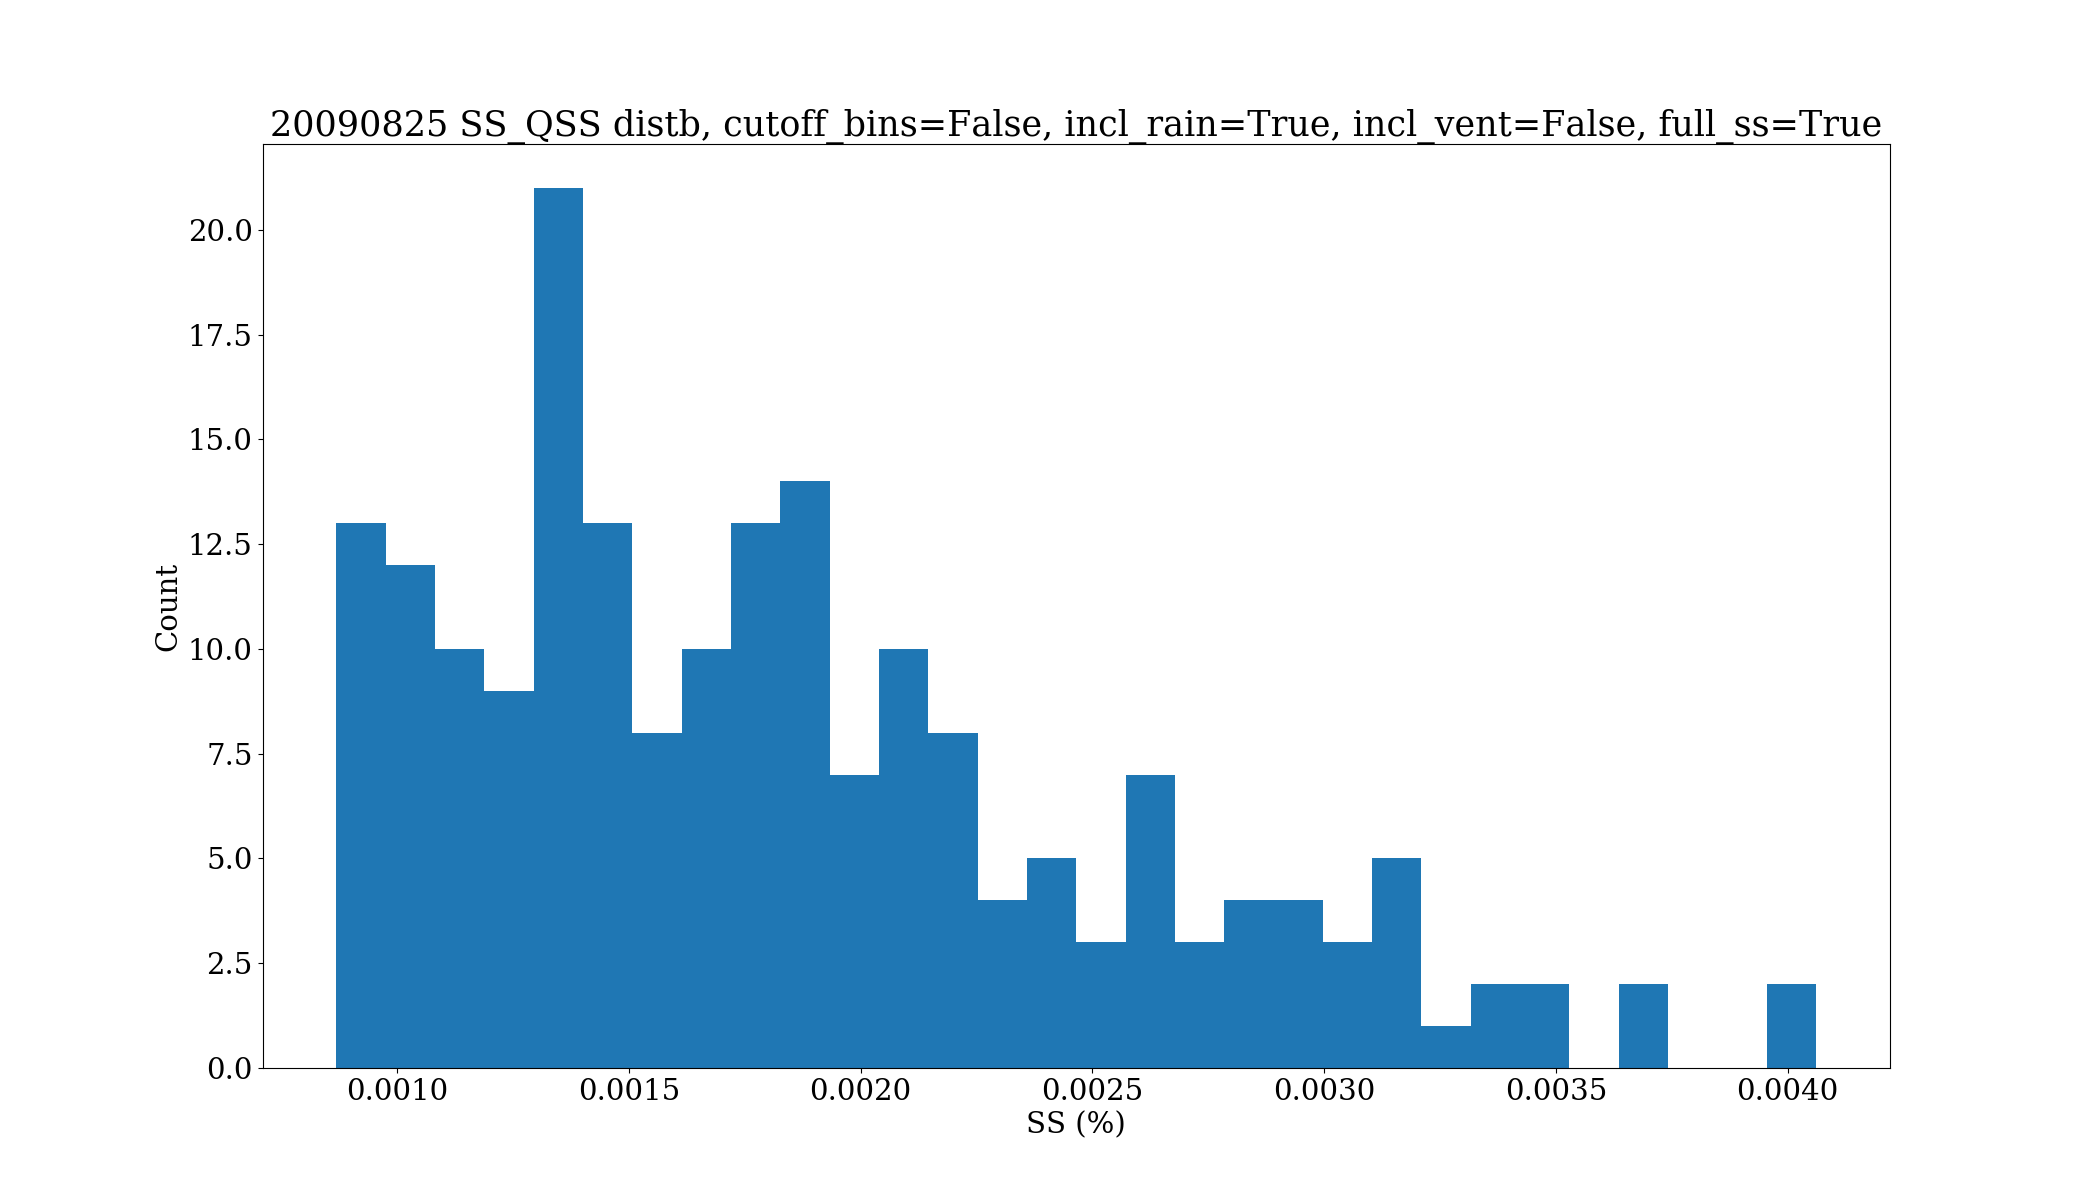 20090825 SS_QSS distb, cutoff_bins=False, incl_rain=True, incl_vent=False, full_ss=True
20.0
17.5
15.0
12.5
10.0
7.5
5.0
2.5
0.0
Count
0.0010 0.0015 0.0020 0.0025 0.0030 0.0035 0.0040
SS (%)